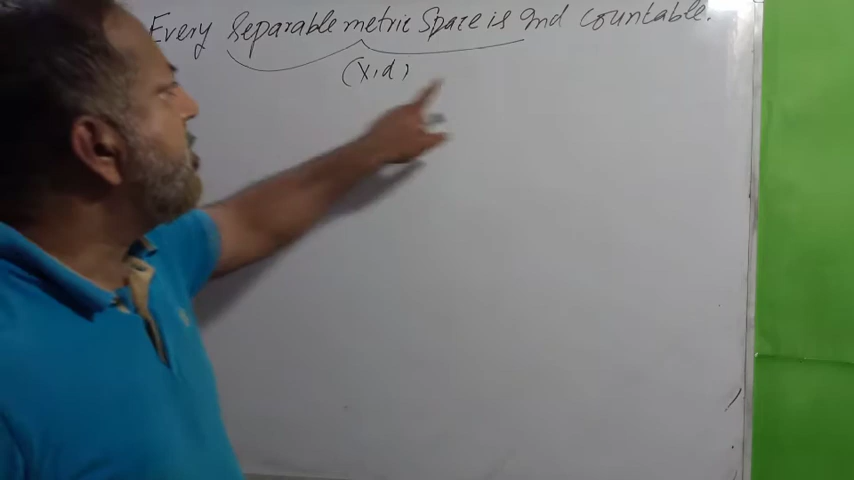 Every separable metric space is 2nd countable.
(X, d)